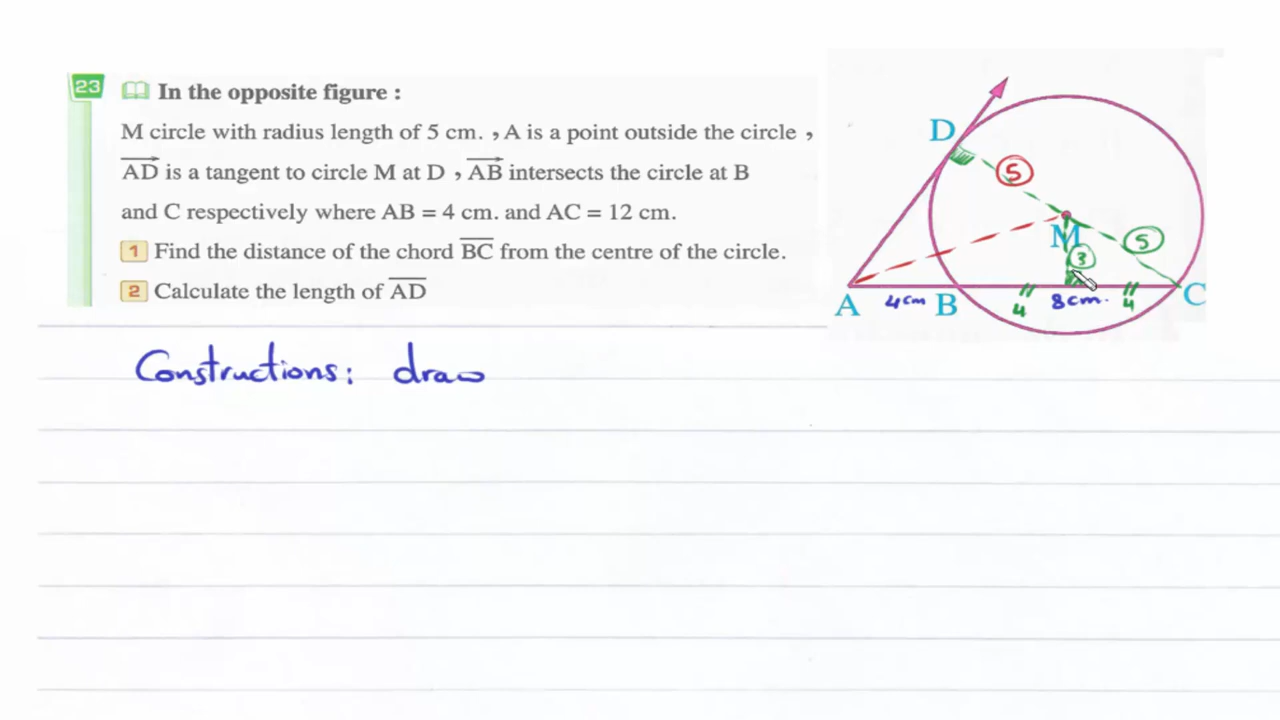 23 In the opposite figure :
M circle with radius length of 5 cm. , A is a point outside the circle ,
AD is a tangent to circle M at D , AB intersects the circle at B
and C respectively where AB = 4 cm. and AC = 12 cm.
1 Find the distance of the chord BC from the centre of the circle.
2 Calculate the length of AD
D
5
M
5
3
A
4cm
B
4
8cm.
4
C
Constructions: draw